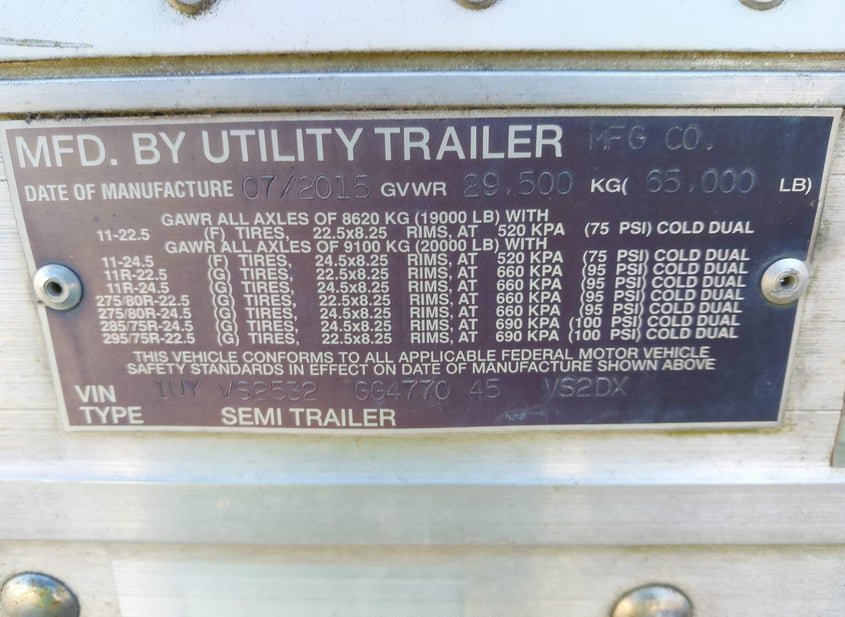 MFD. BY UTILITY TRAILER MFG CO.
DATE OF MANUFACTURE 07/2015 GVWR 29.500 KG( 65.000 LB)
GAWR ALL AXLES OF 8620 KG (19000 LB) WITH
11-22.5 (F) TIRES, 22.5x8.25 RIMS, AT 520 KPA (75 PSI) COLD DUAL
GAWR ALL AXLES OF 9100 KG (20000 LB) WITH
11-24.5 (F) TIRES, 24.5x8.25 RIMS, AT 520 KPA (75 PSI) COLD DUAL
11R-22.5 (G) TIRES, 22.5x8.25 RIMS, AT 660 KPA (95 PSI) COLD DUAL
11R-24.5 (G) TIRES, 24.5x8.25 RIMS, AT 660 KPA (95 PSI) COLD DUAL
275/80R-22.5 (G) TIRES, 22.5x8.25 RIMS, AT 660 KPA (95 PSI) COLD DUAL
275/80R-24.5 (G) TIRES, 24.5x8.25 RIMS, AT 660 KPA (95 PSI) COLD DUAL
285/75R-24.5 (G) TIRES, 24.5x8.25 RIMS, AT 690 KPA (100 PSI) COLD DUAL
295/75R-22.5 (G) TIRES, 22.5x8.25 RIMS, AT 690 KPA (100 PSI) COLD DUAL
THIS VEHICLE CONFORMS TO ALL APPLICABLE FEDERAL MOTOR VEHICLE
SAFETY STANDARDS IN EFFECT ON DATE OF MANUFACTURE SHOWN ABOVE
VIN 1UY VS2532 GG4770 45 VS2DX
TYPE SEMI TRAILER